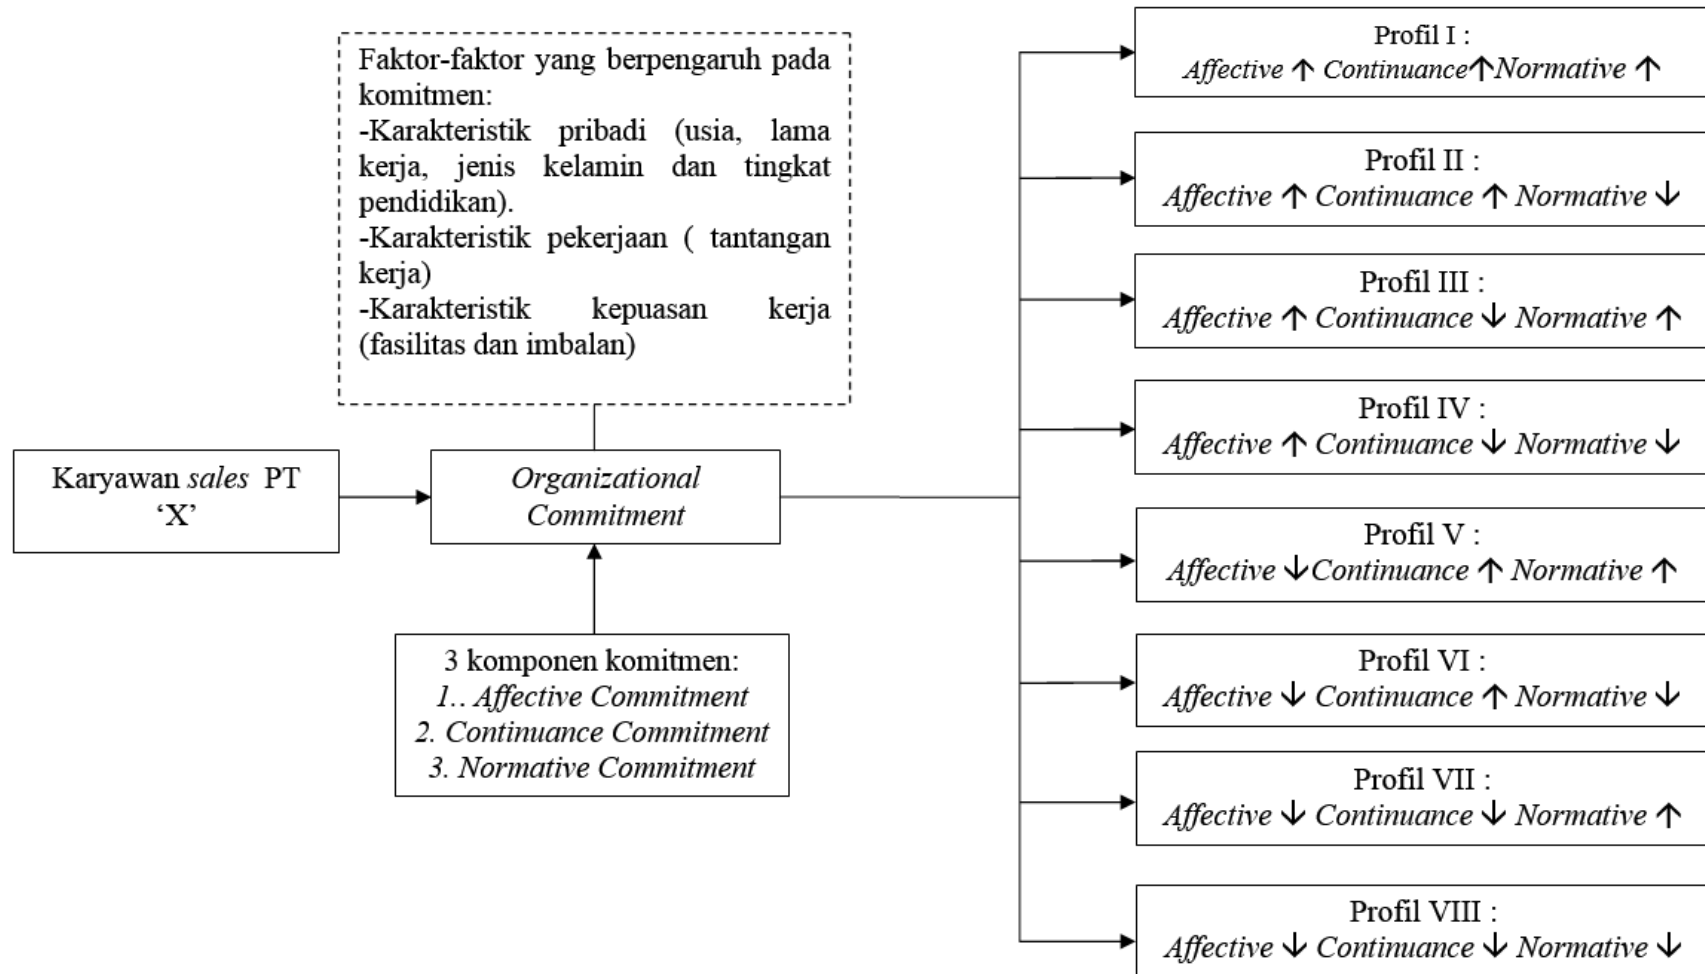 Faktor-faktor yang berpengaruh pada
komitmen:
-Karakteristik pribadi (usia, lama
kerja, jenis kelamin dan tingkat
pendidikan).
-Karakteristik pekerjaan ( tantangan
kerja)
-Karakteristik kepuasan kerja
(fasilitas dan imbalan)
Karyawan sales PT
‘X’
Organizational
Commitment
3 komponen komitmen:
1.. Affective Commitment
2. Continuance Commitment
3. Normative Commitment
Profil I :
Affective ↑ Continuance↑Normative ↑
Profil II :
Affective ↑ Continuance ↑ Normative ↓
Profil III :
Affective ↑ Continuance ↓ Normative ↑
Profil IV :
Affective ↑ Continuance ↓ Normative ↓
Profil V :
Affective ↓Continuance ↑ Normative ↑
Profil VI :
Affective ↓ Continuance ↑ Normative ↓
Profil VII :
Affective ↓ Continuance ↓ Normative ↑
Profil VIII :
Affective ↓ Continuance ↓ Normative ↓